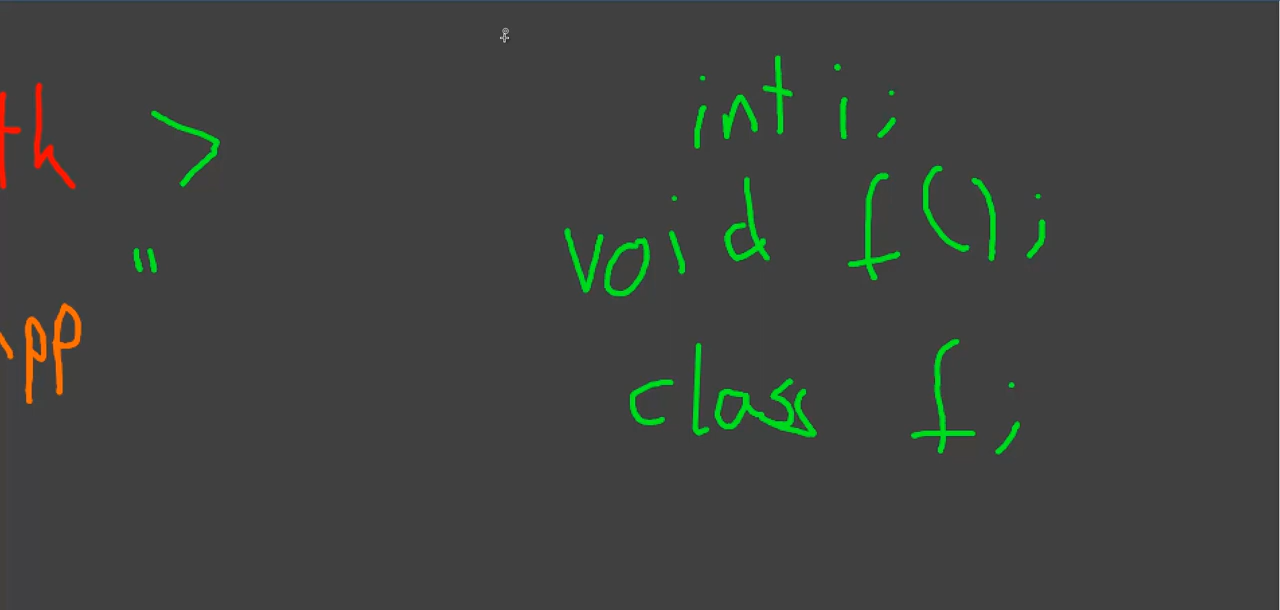 th >
"
pp
int i;
void f();
class f;